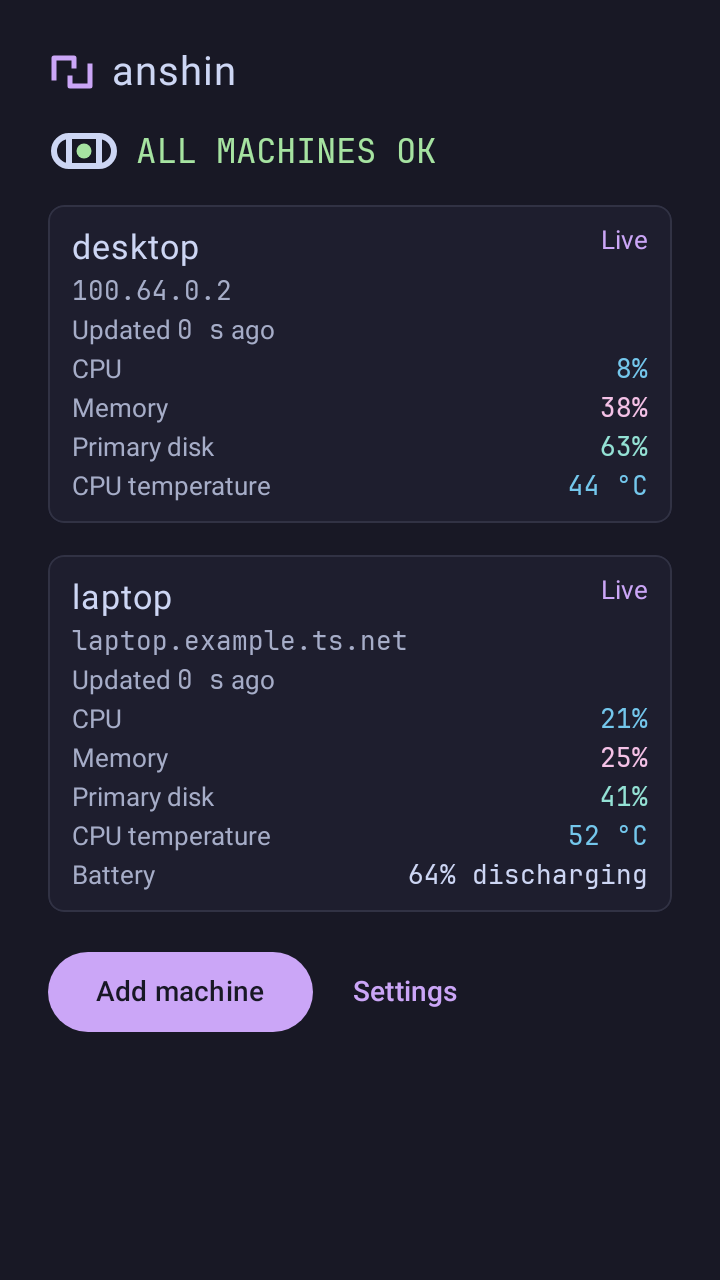 anshin
ALL MACHINES OK
desktop Live
100.64.0.2
Updated 0 s ago
CPU 8%
Memory 38%
Primary disk 63%
CPU temperature 44 °C
laptop Live
laptop.example.ts.net
Updated 0 s ago
CPU 21%
Memory 25%
Primary disk 41%
CPU temperature 52 °C
Battery 64% discharging
Add machine Settings